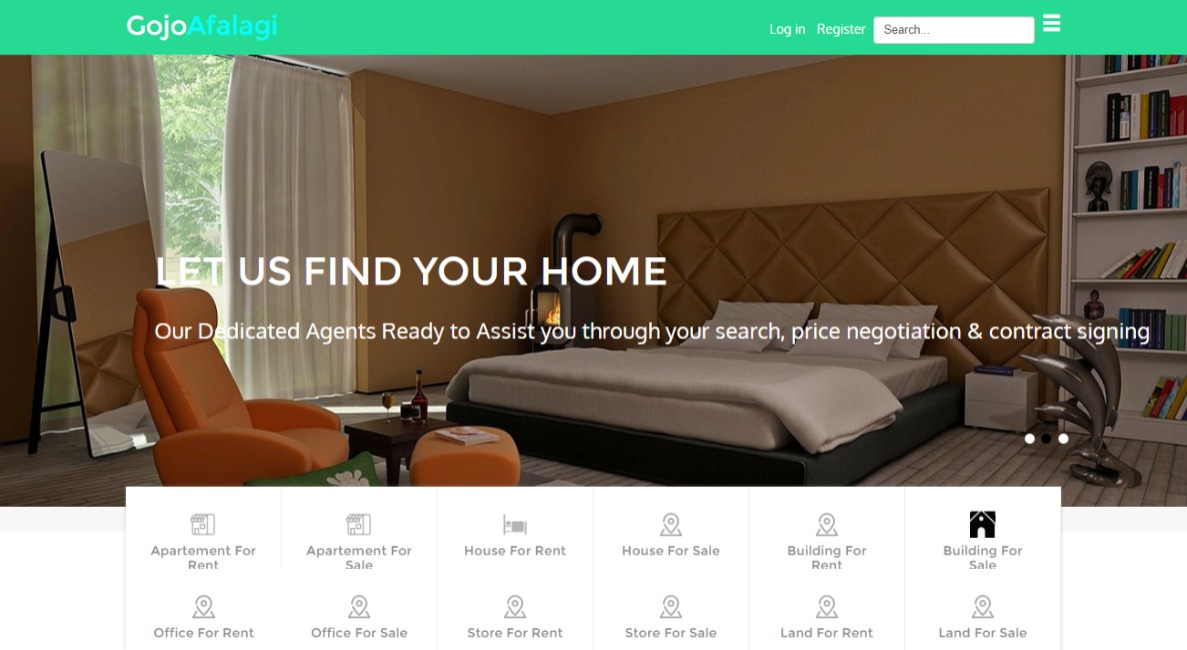 GojoAfalagi
Log in Register Search...
LET US FIND YOUR HOME
Our Dedicated Agents Ready to Assist you through your search, price negotiation & contract signing
Apartement For
Rent
Apartement For
Sale
House For Rent
House For Sale
Building For
Rent
Building For
Sale
Office For Rent
Office For Sale
Store For Rent
Store For Sale
Land For Rent
Land For Sale